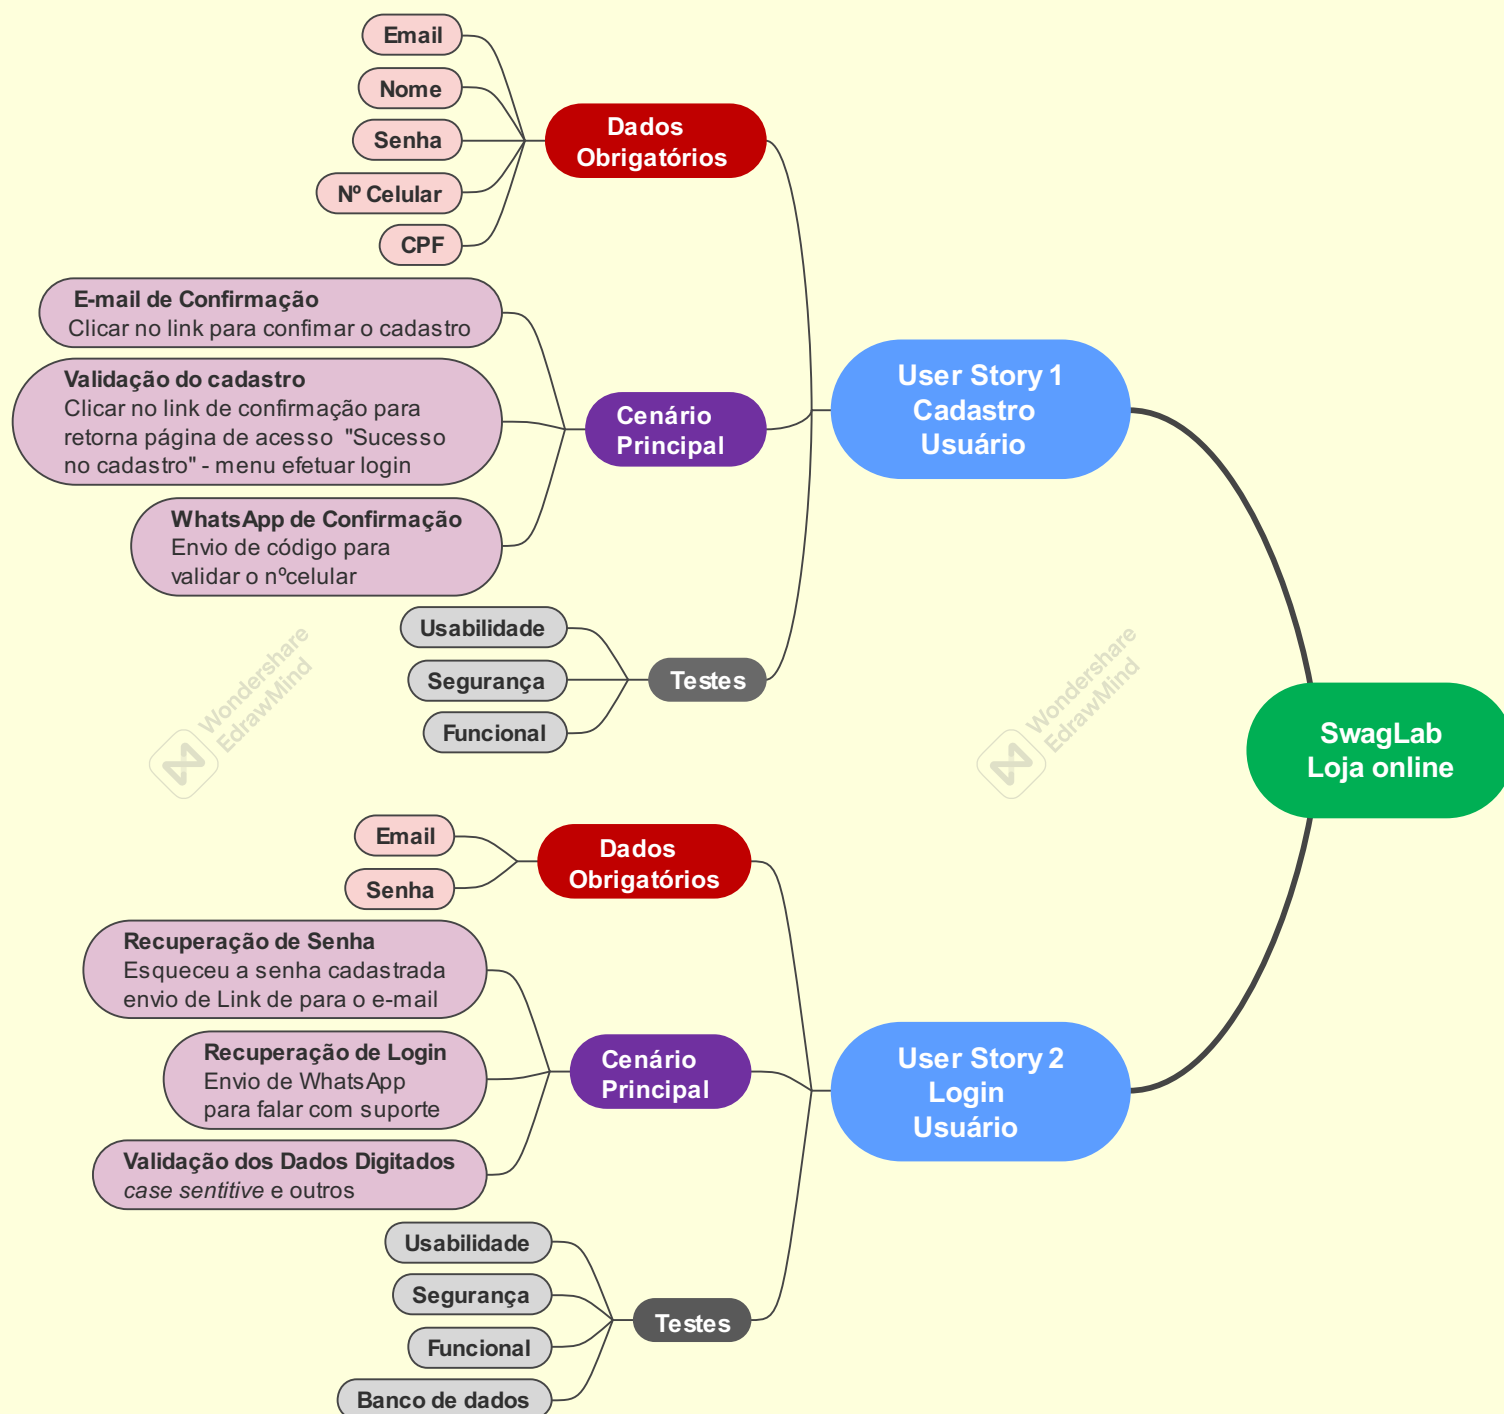 Email
Nome
Senha
Nº Celular
CPF
Dados
Obrigatórios
E-mail de Confirmação
Clicar no link para confimar o cadastro
Validação do cadastro
Clicar no link de confirmação para
retorna página de acesso "Sucesso
no cadastro" - menu efetuar login
WhatsApp de Confirmação
Envio de código para
validar o nºcelular
Cenário
Principal
Usabilidade
Segurança
Funcional
Testes
User Story 1
Cadastro
Usuário
Wondershare
EdrawMind
Wondershare
EdrawMind
SwagLab
Loja online
Email
Senha
Dados
Obrigatórios
Recuperação de Senha
Esqueceu a senha cadastrada
envio de Link de para o e-mail
Recuperação de Login
Envio de WhatsApp
para falar com suporte
Validação dos Dados Digitados
case sentitive e outros
Cenário
Principal
User Story 2
Login
Usuário
Usabilidade
Segurança
Funcional
Banco de dados
Testes